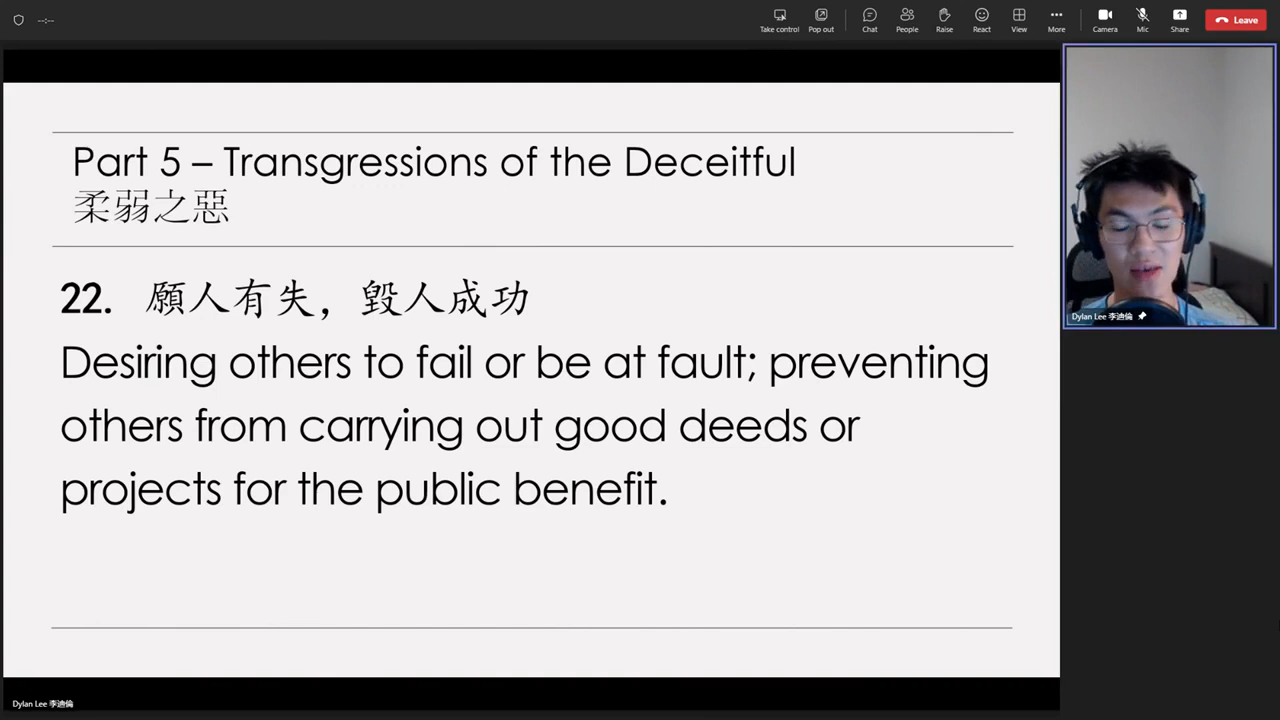 --:--
Take control
Pop out
Chat
People
Raise
React
View
More
Camera
Mic
Share
Leave
Part 5 – Transgressions of the Deceitful
柔弱之惡
22. 願人有失，毀人成功
Desiring others to fail or be at fault; preventing
others from carrying out good deeds or
projects for the public benefit.
Dylan Lee 李迪倫
Dylan Lee 李迪倫